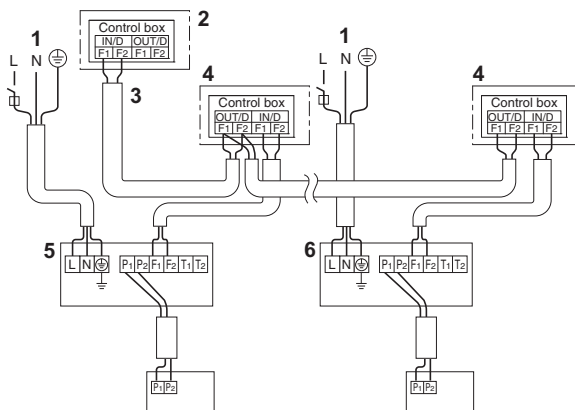 1
L N
2
Control box
IN/D OUT/D
F1 F2 F1 F2
3
4
Control box
OUT/D IN/D
F1 F2 F1 F2
1
L N
4
Control box
OUT/D IN/D
F1 F2 F1 F2
5
L N P1 P2 F1 F2 T1 T2
6
L N P1 P2 F1 F2 T1 T2
P1 P2
P1 P2